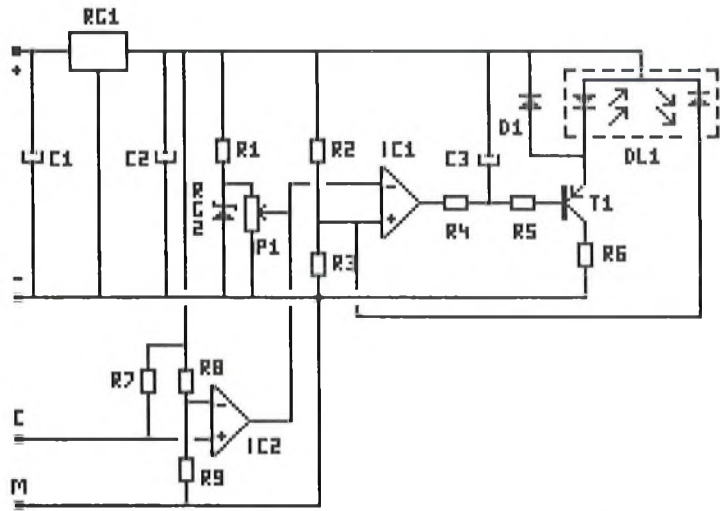 RG1
+
C1
C2
R1
R2
IC1
C3
D1
DL1
RG2
P1
-
+
R4
R5
T1
R3
R6
-
R7
R8
-
+
IC2
C
R9
M